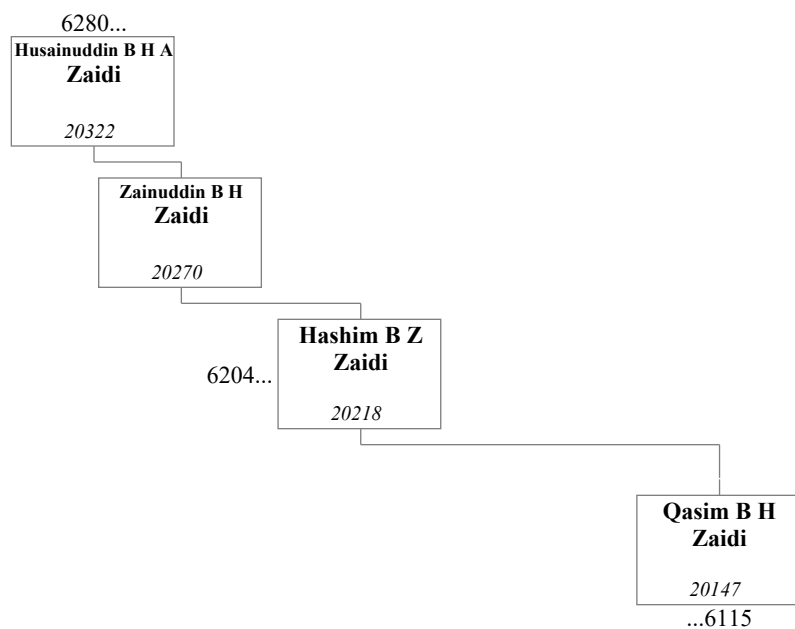 6280...
Husainuddin B H A
Zaidi
20322
Zainuddin B H
Zaidi
20270
Hashim B Z
Zaidi
6204...
20218
Qasim B H
Zaidi
20147
...6115